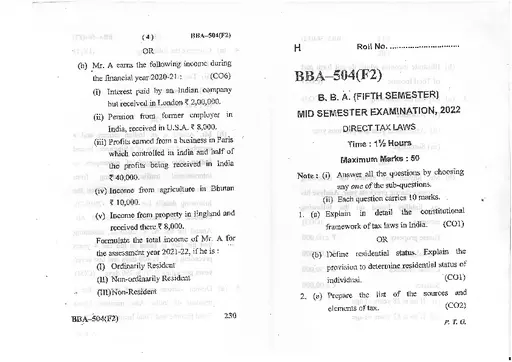 ( 4 ) BBA–504(F2)
OR
(b) Mr. A earns the following income during
the financial year 2020-21 : (CO6)
(i) Interest paid by an Indian company
but received in London ₹ 2,00,000.
(ii) Pension from former employer in
India, received in U.S.A. ₹ 8,000.
(iii) Profits earned from a business in Paris
which controlled in india and half of
the profits being received in India
₹ 40,000.
(iv) Income from agriculture in Bhutan
₹ 10,000.
(v) Income from property in England and
received there ₹ 8,000.
Formulate the total income of Mr. A for
the assessment year 2021-22, if he is :
(I) Ordinarily Resident
(II) Non-ordinarily Resident
(III) Non-Resident
BBA–504(F2) 230
H Roll No. ..............................
BBA–504(F2)
B. B. A. (FIFTH SEMESTER)
MID SEMESTER EXAMINATION, 2022
DIRECT TAX LAWS
Time : 1½ Hours
Maximum Marks : 50
Note : (i) Answer all the questions by choosing
any one of the sub-questions.
(ii) Each question carries 10 marks.
1. (a) Explain in detail the constitutional
framework of tax laws in India. (CO1)
OR
(b) Define residential status. Explain the
provision to determine residential status of
individual. (CO1)
2. (a) Prepare the list of the sources and
elements of tax. (CO2)
P. T. O.